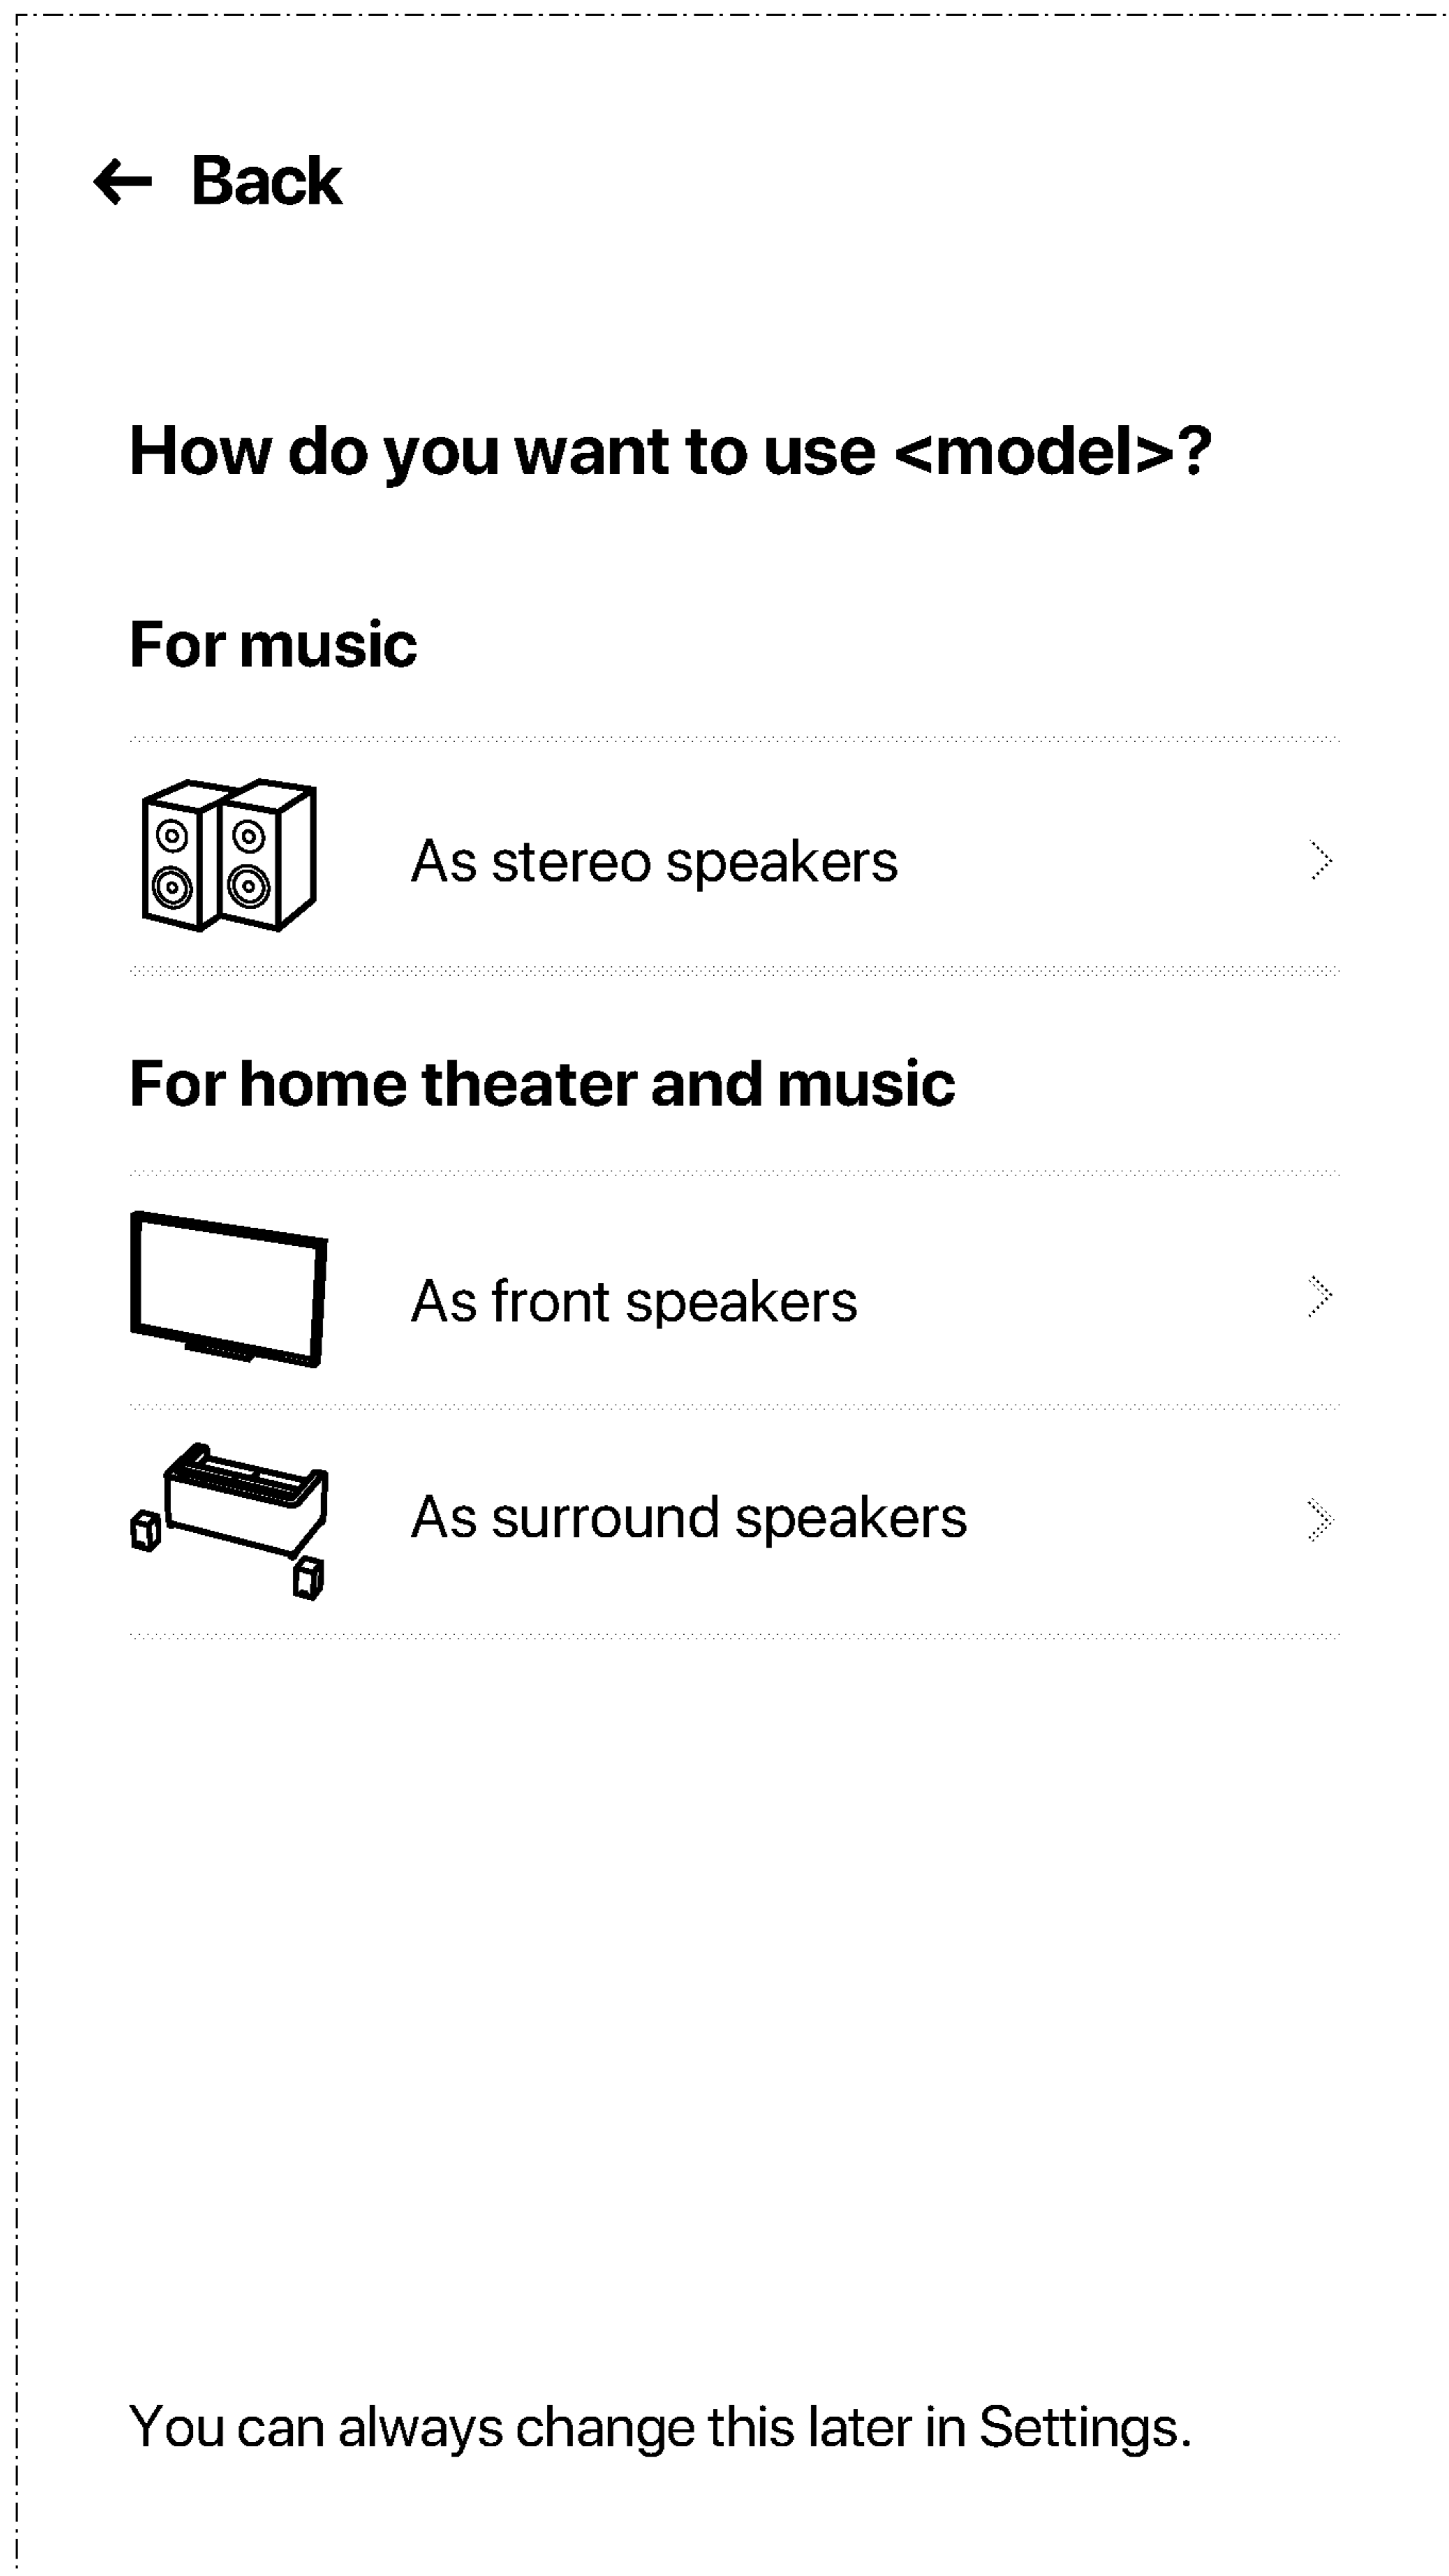 Back
How do you want to use <model>?
For music
As stereo speakers
For home theater and music
As front speakers
As surround speakers
You can always change this later in Settings.